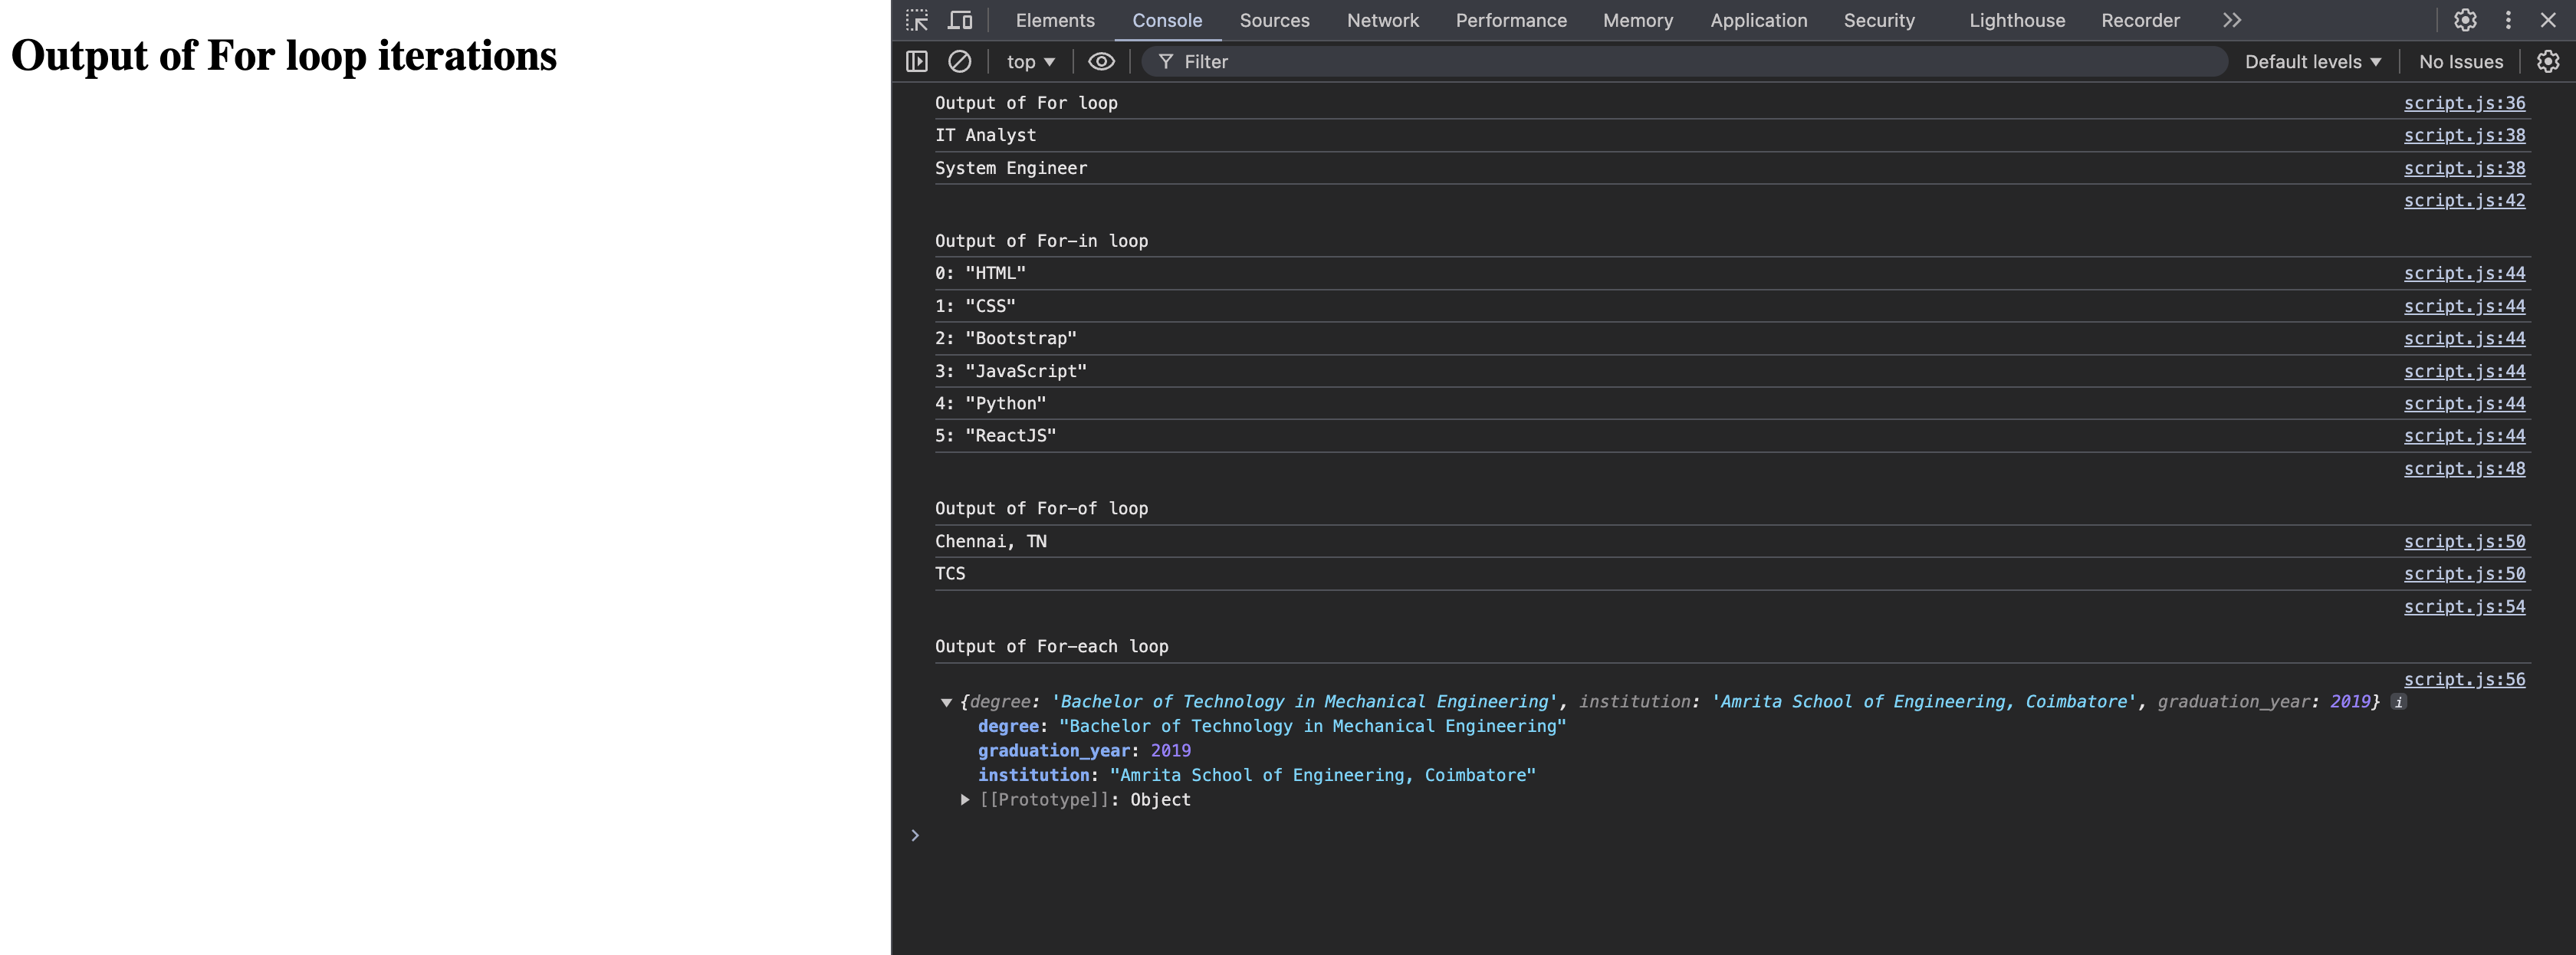 Output of For loop iterations
Elements Console Sources Network Performance Memory Application Security Lighthouse Recorder
top Filter Default levels No Issues
Output of For loop script.js:36
IT Analyst script.js:38
System Engineer script.js:38
script.js:42
Output of For-in loop
0: "HTML" script.js:44
1: "CSS" script.js:44
2: "Bootstrap" script.js:44
3: "JavaScript" script.js:44
4: "Python" script.js:44
5: "ReactJS" script.js:44
script.js:48
Output of For-of loop
Chennai, TN script.js:50
TCS script.js:50
script.js:54
Output of For-each loop
script.js:56
{degree: 'Bachelor of Technology in Mechanical Engineering', institution: 'Amrita School of Engineering, Coimbatore', graduation_year: 2019} i
degree: "Bachelor of Technology in Mechanical Engineering"
graduation_year: 2019
institution: "Amrita School of Engineering, Coimbatore"
[[Prototype]]: Object